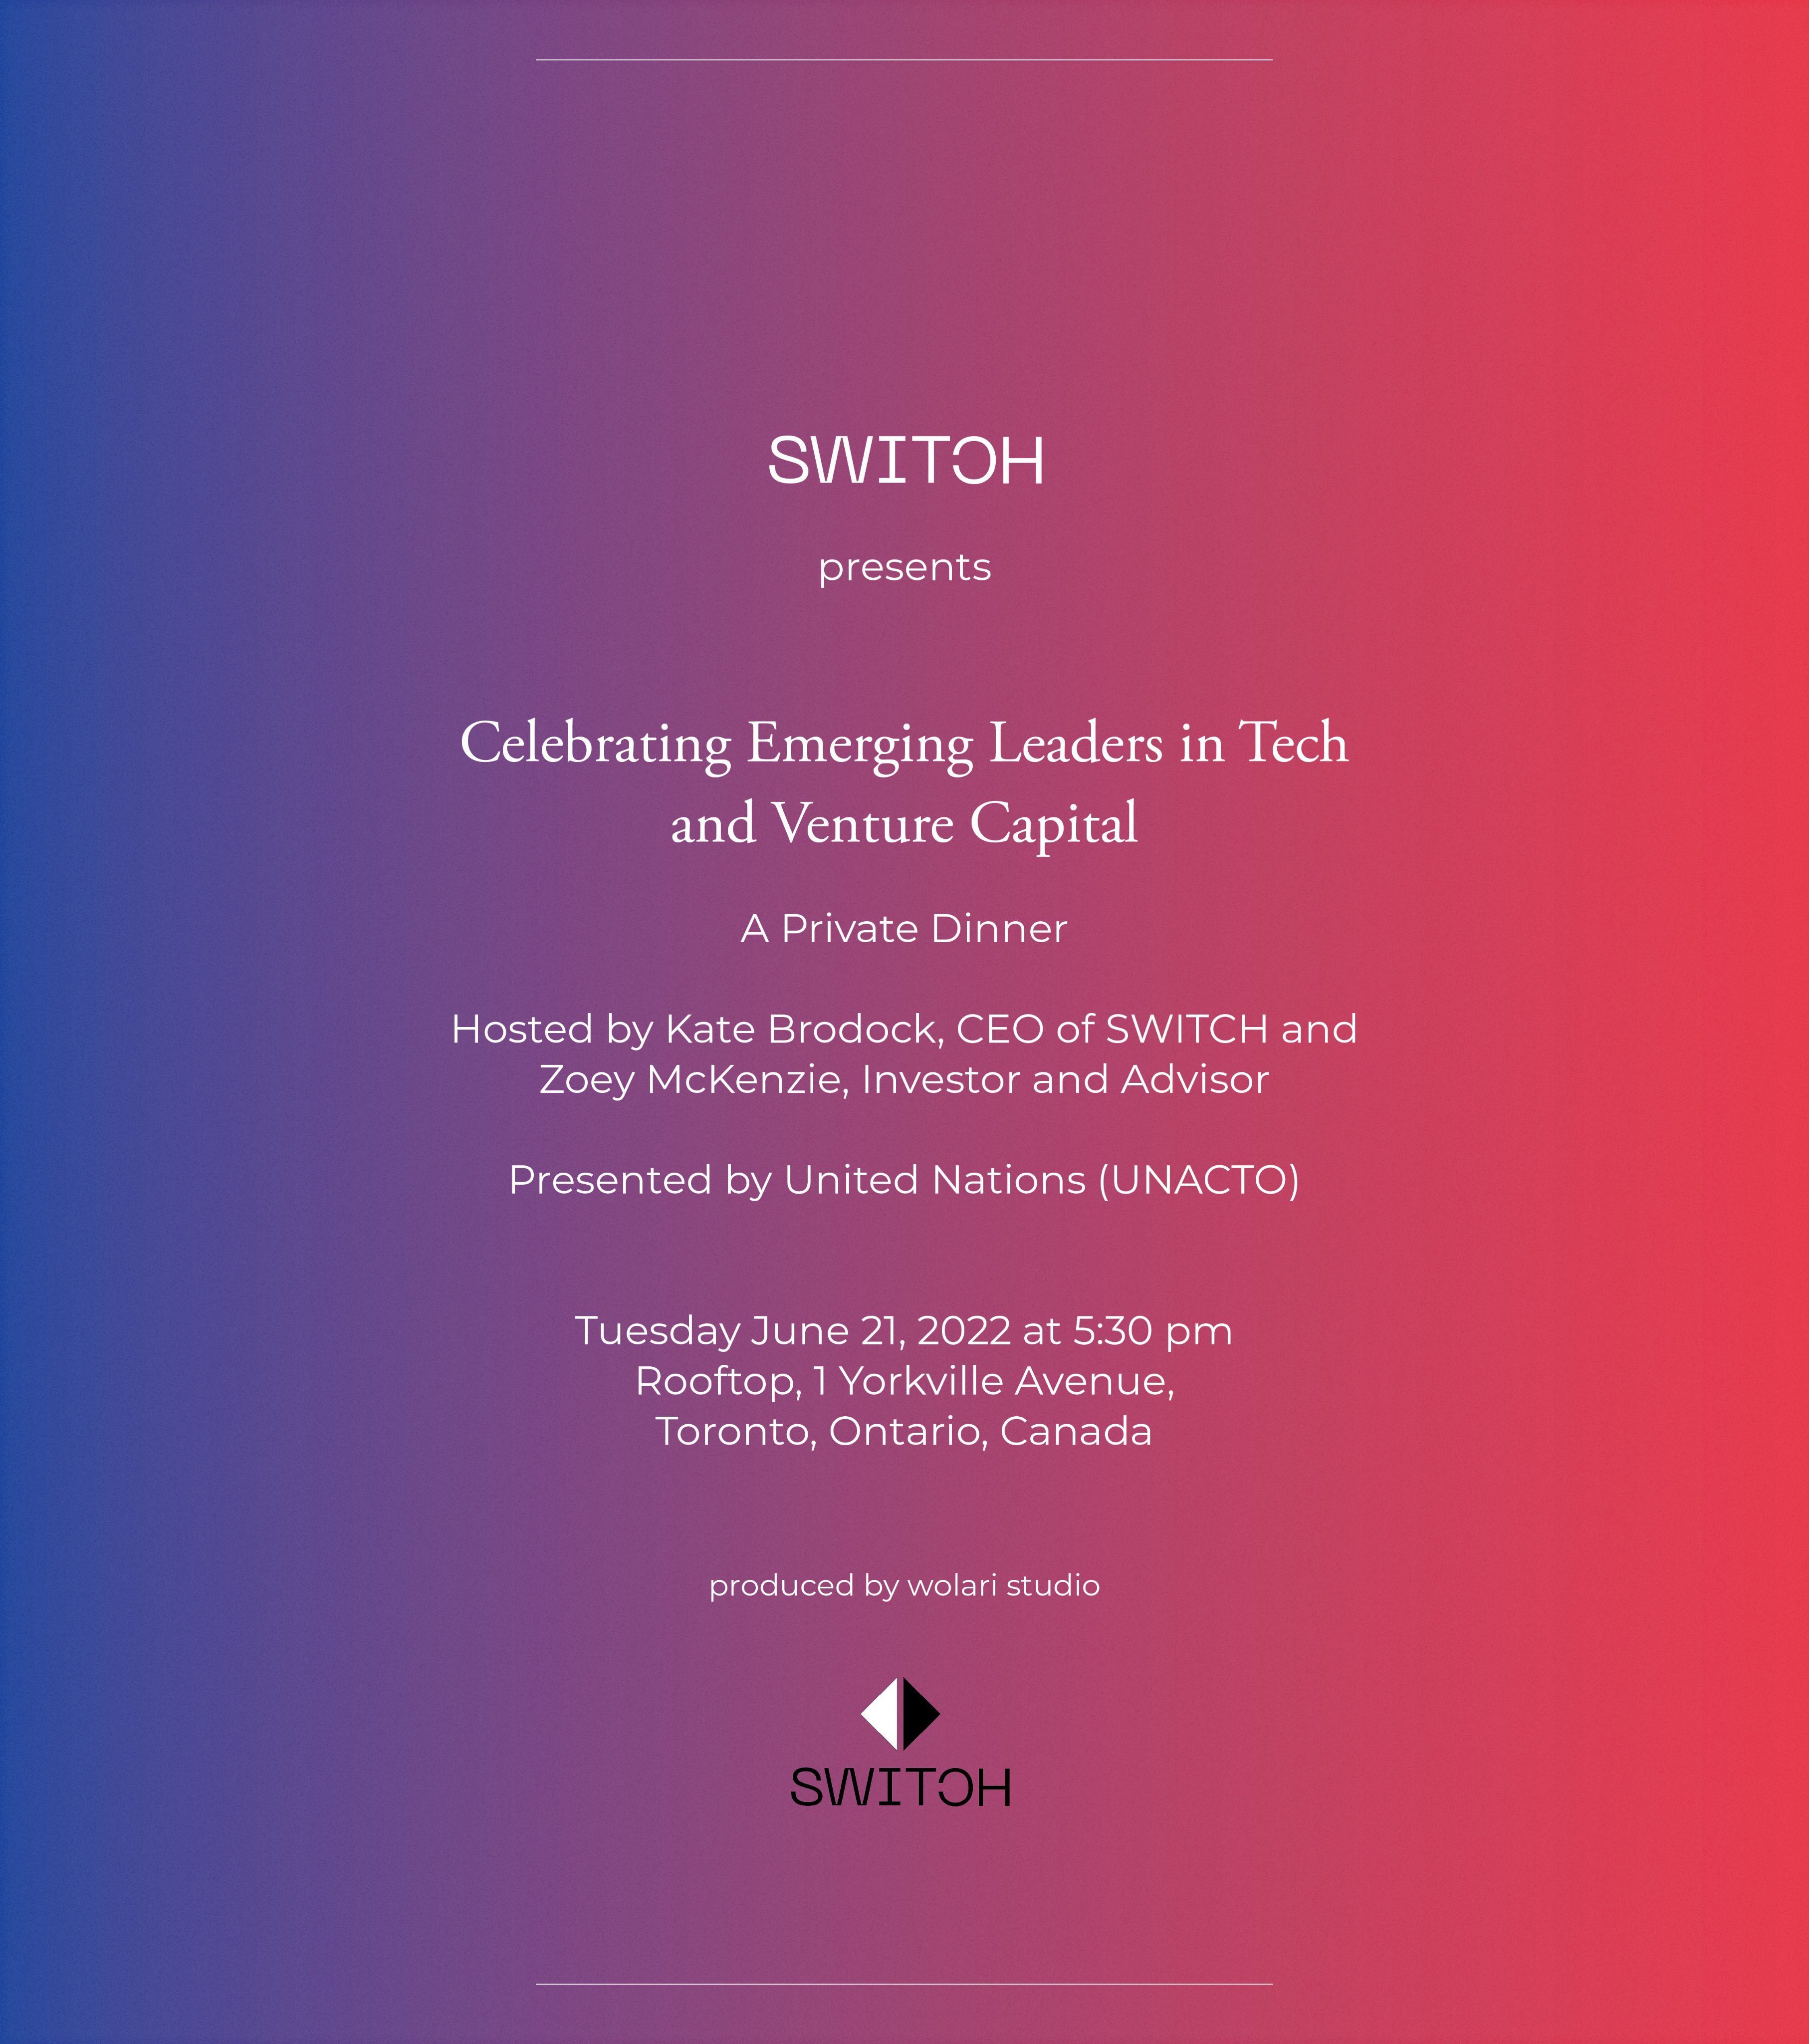 SWITCH
presents
Celebrating Emerging Leaders in Tech
and Venture Capital
A Private Dinner
Hosted by Kate Brodock, CEO of SWITCH and
Zoey McKenzie, Investor and Advisor
Presented by United Nations (UNACTO)
Tuesday June 21, 2022 at 5:30 pm
Rooftop, 1 Yorkville Avenue,
Toronto, Ontario, Canada
produced by wolari studio
SWITCH